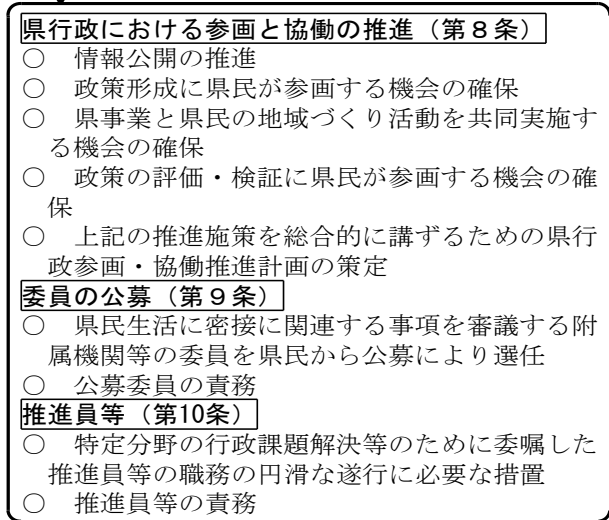 県行政における参画と協働の推進（第８条）
○　情報公開の推進
○　政策形成に県民が参画する機会の確保
○　県事業と県民の地域づくり活動を共同実施す
る機会の確保
○　政策の評価・検証に県民が参画する機会の確
保
○　上記の推進施策を総合的に講ずるための県行
政参画・協働推進計画の策定
委員の公募（第９条）
○　県民生活に密接に関連する事項を審議する附
属機関等の委員を県民から公募により選任
○　公募委員の責務
推進員等（第10条）
○　特定分野の行政課題解決等のために委嘱した
推進員等の職務の円滑な遂行に必要な措置
○　推進員等の責務